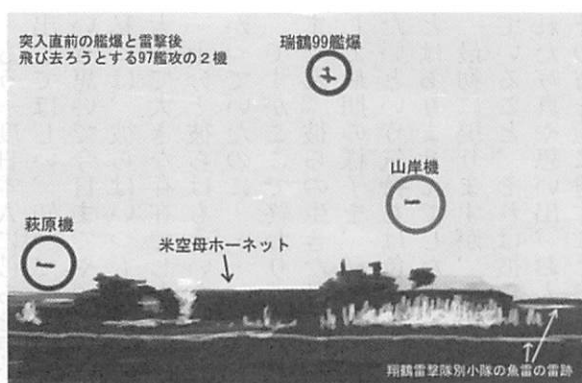 突入直前の艦爆と雷撃後
飛び去ろうとする97艦攻の2機
瑞鶴99艦爆
山岸機
萩原機
米空母ホーネット
翔鶴雷撃隊別小隊の魚雷の雷跡